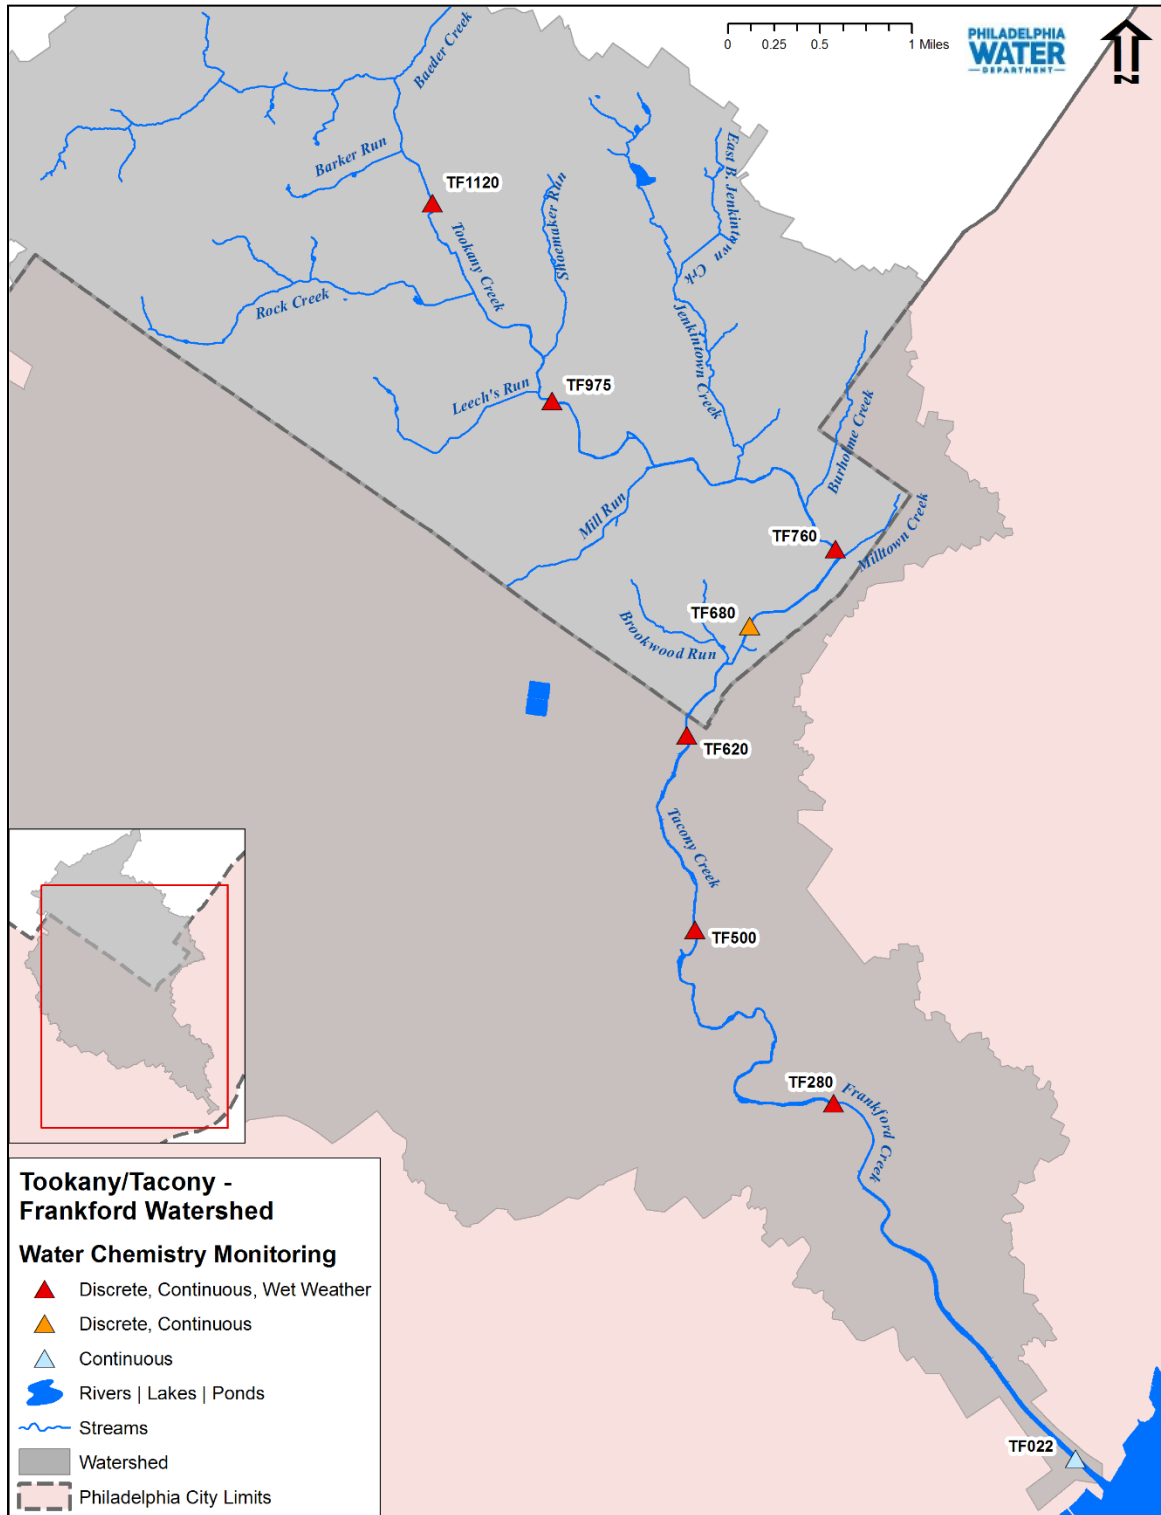 0 0.25 0.5 1 Miles
PHILADELPHIA
WATER
DEPARTMENT
N
Baeder Creek
Barker Run
TF1120
Shoemaker Run
East B. Jenkintown Crk
Tookany Creek
Rock Creek
Jenkintown Creek
TF975
Leech's Run
Burholme Creek
Mill Run
TF760
Milltown Creek
TF680
Brookwood Run
TF620
Tacony Creek
TF500
TF280
Frankford Creek
TF022
Tookany/Tacony -
Frankford Watershed
Water Chemistry Monitoring
Discrete, Continuous, Wet Weather
Discrete, Continuous
Continuous
Rivers | Lakes | Ponds
Streams
Watershed
Philadelphia City Limits